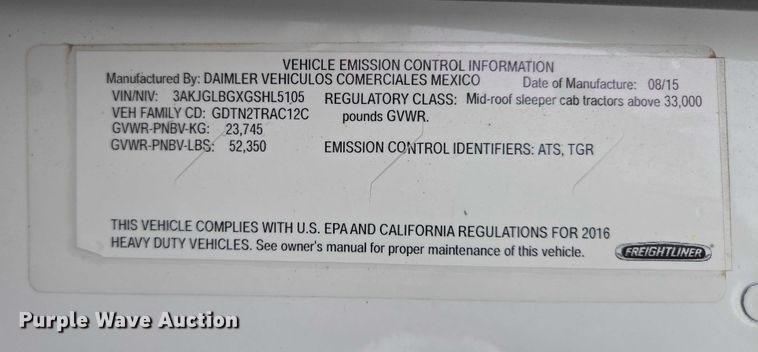 VEHICLE EMISSION CONTROL INFORMATION
Manufactured By: DAIMLER VEHICULOS COMERCIALES MEXICO Date of Manufacture: 08/15
VIN/NIV: 3AKJGLBGXGSHL5105 REGULATORY CLASS: Mid-roof sleeper cab tractors above 33,000
VEH FAMILY CD: GDTN2TRAC12C pounds GVWR.
GVWR-PNBV-KG: 23,745
GVWR-PNBV-LBS: 52,350 EMISSION CONTROL IDENTIFIERS: ATS, TGR
THIS VEHICLE COMPLIES WITH U.S. EPA AND CALIFORNIA REGULATIONS FOR 2016
HEAVY DUTY VEHICLES. See owner's manual for proper maintenance of this vehicle.
FREIGHTLINER
Purple Wave Auction